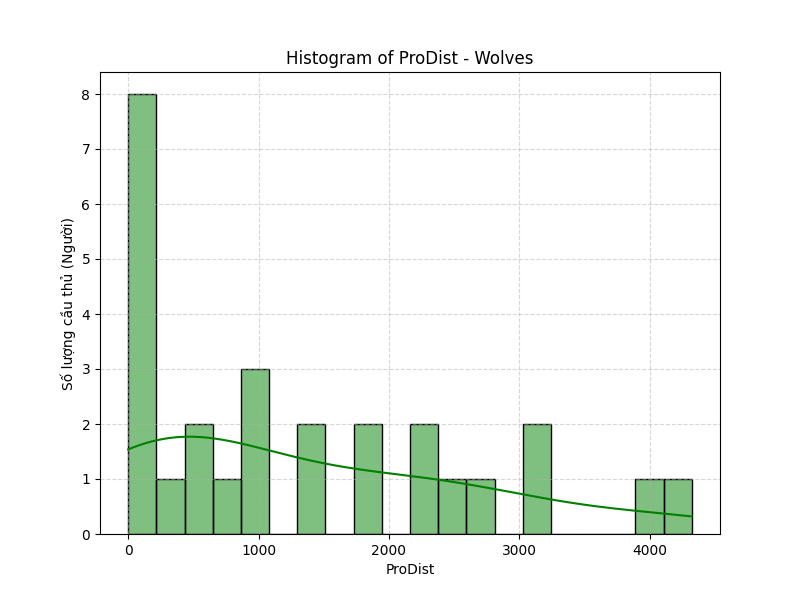 Histogram of ProDist - Wolves
Số lượng cầu thủ (Người)
8
7
6
5
4
3
2
1
0
0 1000 2000 3000 4000
ProDist